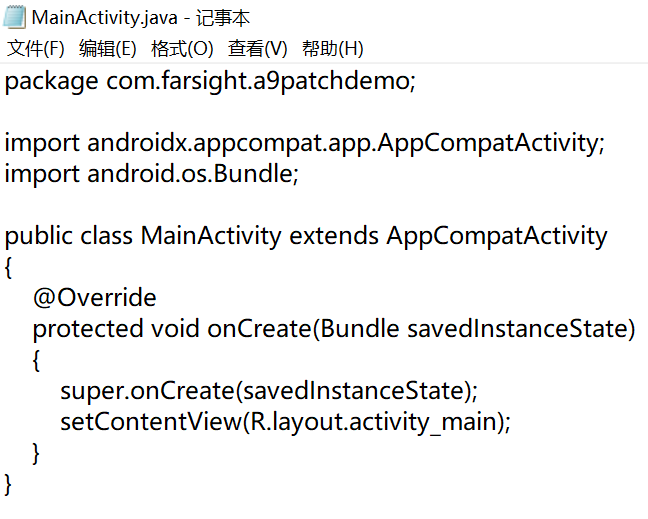 MainActivity.java - 记事本
文件(F) 编辑(E) 格式(O) 查看(V) 帮助(H)
package com.farsight.a9patchdemo;
import androidx.appcompat.app.AppCompatActivity;
import android.os.Bundle;
public class MainActivity extends AppCompatActivity
{
@Override
protected void onCreate(Bundle savedInstanceState)
{
super.onCreate(savedInstanceState);
setContentView(R.layout.activity_main);
}
}